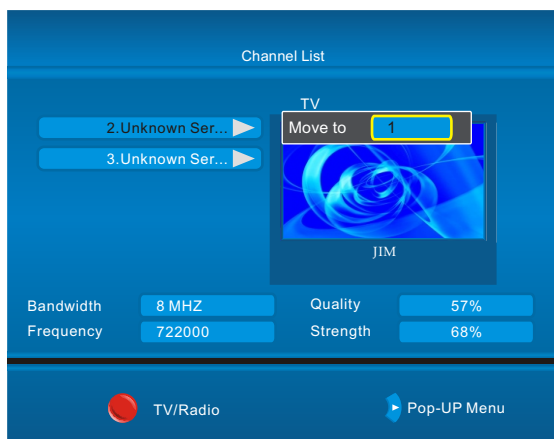 Channel List
TV
Move to 1
2.Unknown Ser...
3.Unknown Ser...
JIM
Bandwidth 8 MHZ Quality 57%
Frequency 722000 Strength 68%
TV/Radio Pop-UP Menu